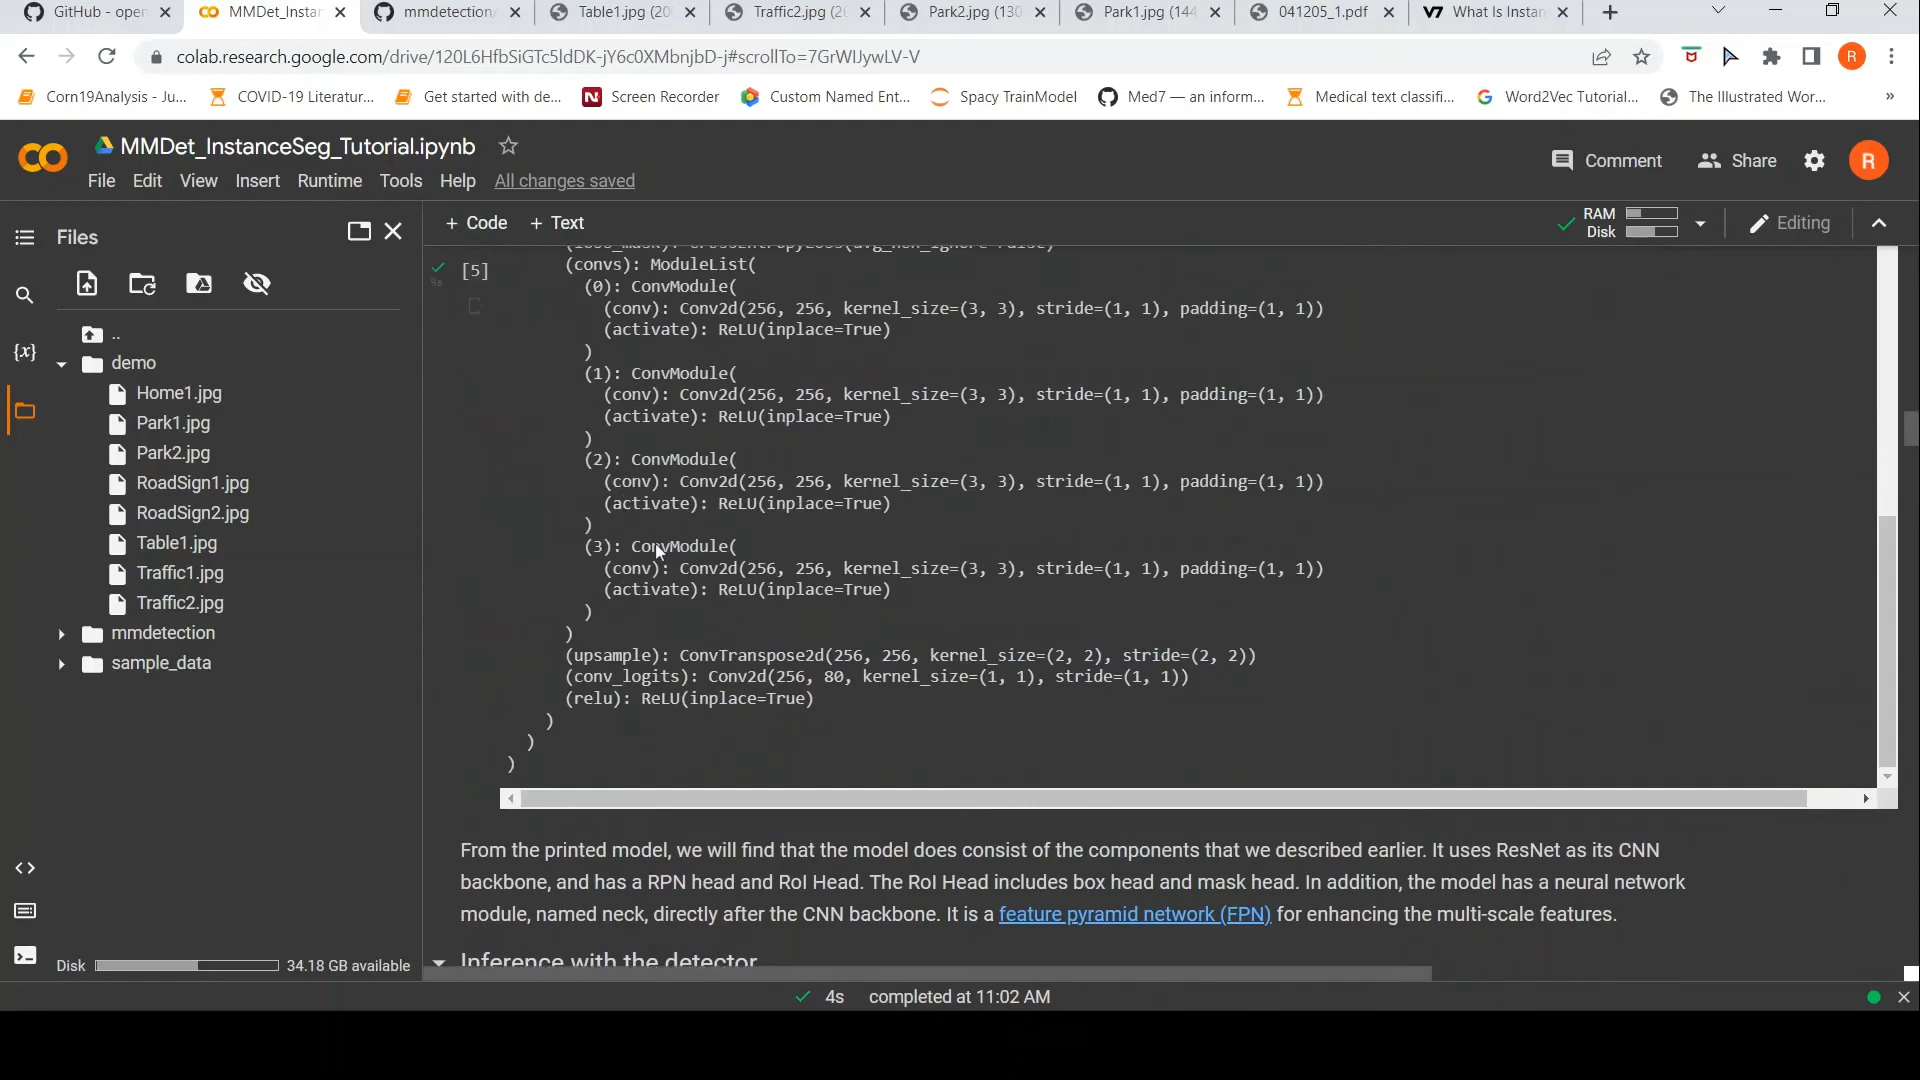 GitHub - open
MMDet_Instan
mmdetection/
Table1.jpg (20
Traffic2.jpg (2
Park2.jpg (130
Park1.jpg (144
041205_1.pdf
What Is Instan
colab.research.google.com/drive/120L6HfbSiGTc5ldDK-jY6c0XMbnjbD-j#scrollTo=7GrWIJywLV-V
R
Corn19Analysis - Ju...
COVID-19 Literatur...
Get started with de...
Screen Recorder
Custom Named Ent...
Spacy TrainModel
Med7 — an inform...
Medical text classifi...
Word2Vec Tutorial...
The Illustrated Wor...
»
MMDet_InstanceSeg_Tutorial.ipynb
Comment
Share
R
File Edit View Insert Runtime Tools Help All changes saved
Files
+ Code + Text
RAM
Disk
Editing
..
demo
Home1.jpg
Park1.jpg
Park2.jpg
RoadSign1.jpg
RoadSign2.jpg
Table1.jpg
Traffic1.jpg
Traffic2.jpg
mmdetection
sample_data
{x}
Disk 34.18 GB available
[5]
9s
(loss_mask): CrossEntropyLoss(avg_non_ignore=False)
(convs): ModuleList(
(0): ConvModule(
(conv): Conv2d(256, 256, kernel_size=(3, 3), stride=(1, 1), padding=(1, 1))
(activate): ReLU(inplace=True)
)
(1): ConvModule(
(conv): Conv2d(256, 256, kernel_size=(3, 3), stride=(1, 1), padding=(1, 1))
(activate): ReLU(inplace=True)
)
(2): ConvModule(
(conv): Conv2d(256, 256, kernel_size=(3, 3), stride=(1, 1), padding=(1, 1))
(activate): ReLU(inplace=True)
)
(3): ConvModule(
(conv): Conv2d(256, 256, kernel_size=(3, 3), stride=(1, 1), padding=(1, 1))
(activate): ReLU(inplace=True)
)
)
(upsample): ConvTranspose2d(256, 256, kernel_size=(2, 2), stride=(2, 2))
(conv_logits): Conv2d(256, 80, kernel_size=(1, 1), stride=(1, 1))
(relu): ReLU(inplace=True)
)
)
)
From the printed model, we will find that the model does consist of the components that we described earlier. It uses ResNet as its CNN
backbone, and has a RPN head and RoI Head. The RoI Head includes box head and mask head. In addition, the model has a neural network
module, named neck, directly after the CNN backbone. It is a feature pyramid network (FPN) for enhancing the multi-scale features.
Inference with the detector
4s completed at 11:02 AM